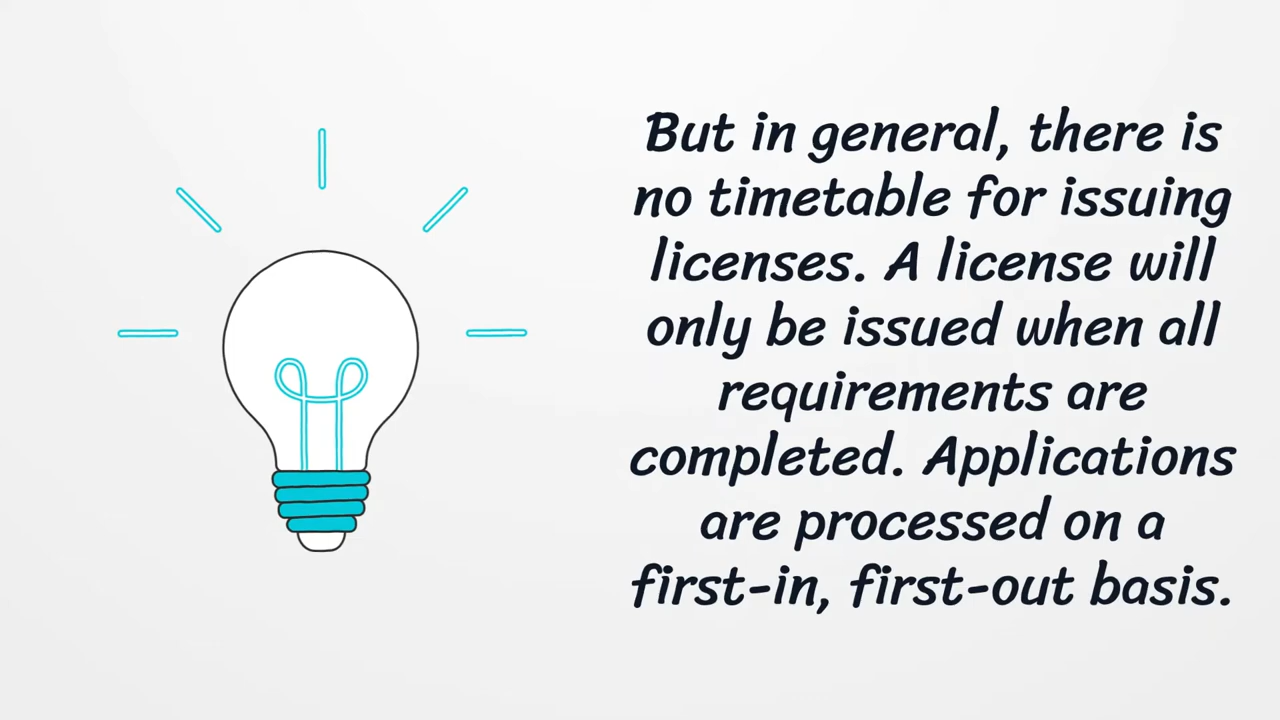 But in general, there is
no timetable for issuing
licenses. A license will
only be issued when all
requirements are
completed. Applications
are processed on a
first-in, first-out basis.